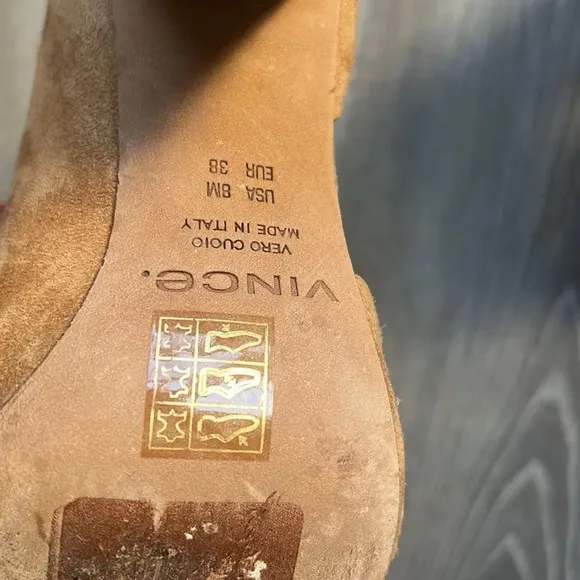 VINCE.
VERO CUOIO
MADE IN ITALY
USA 8M
EUR 38